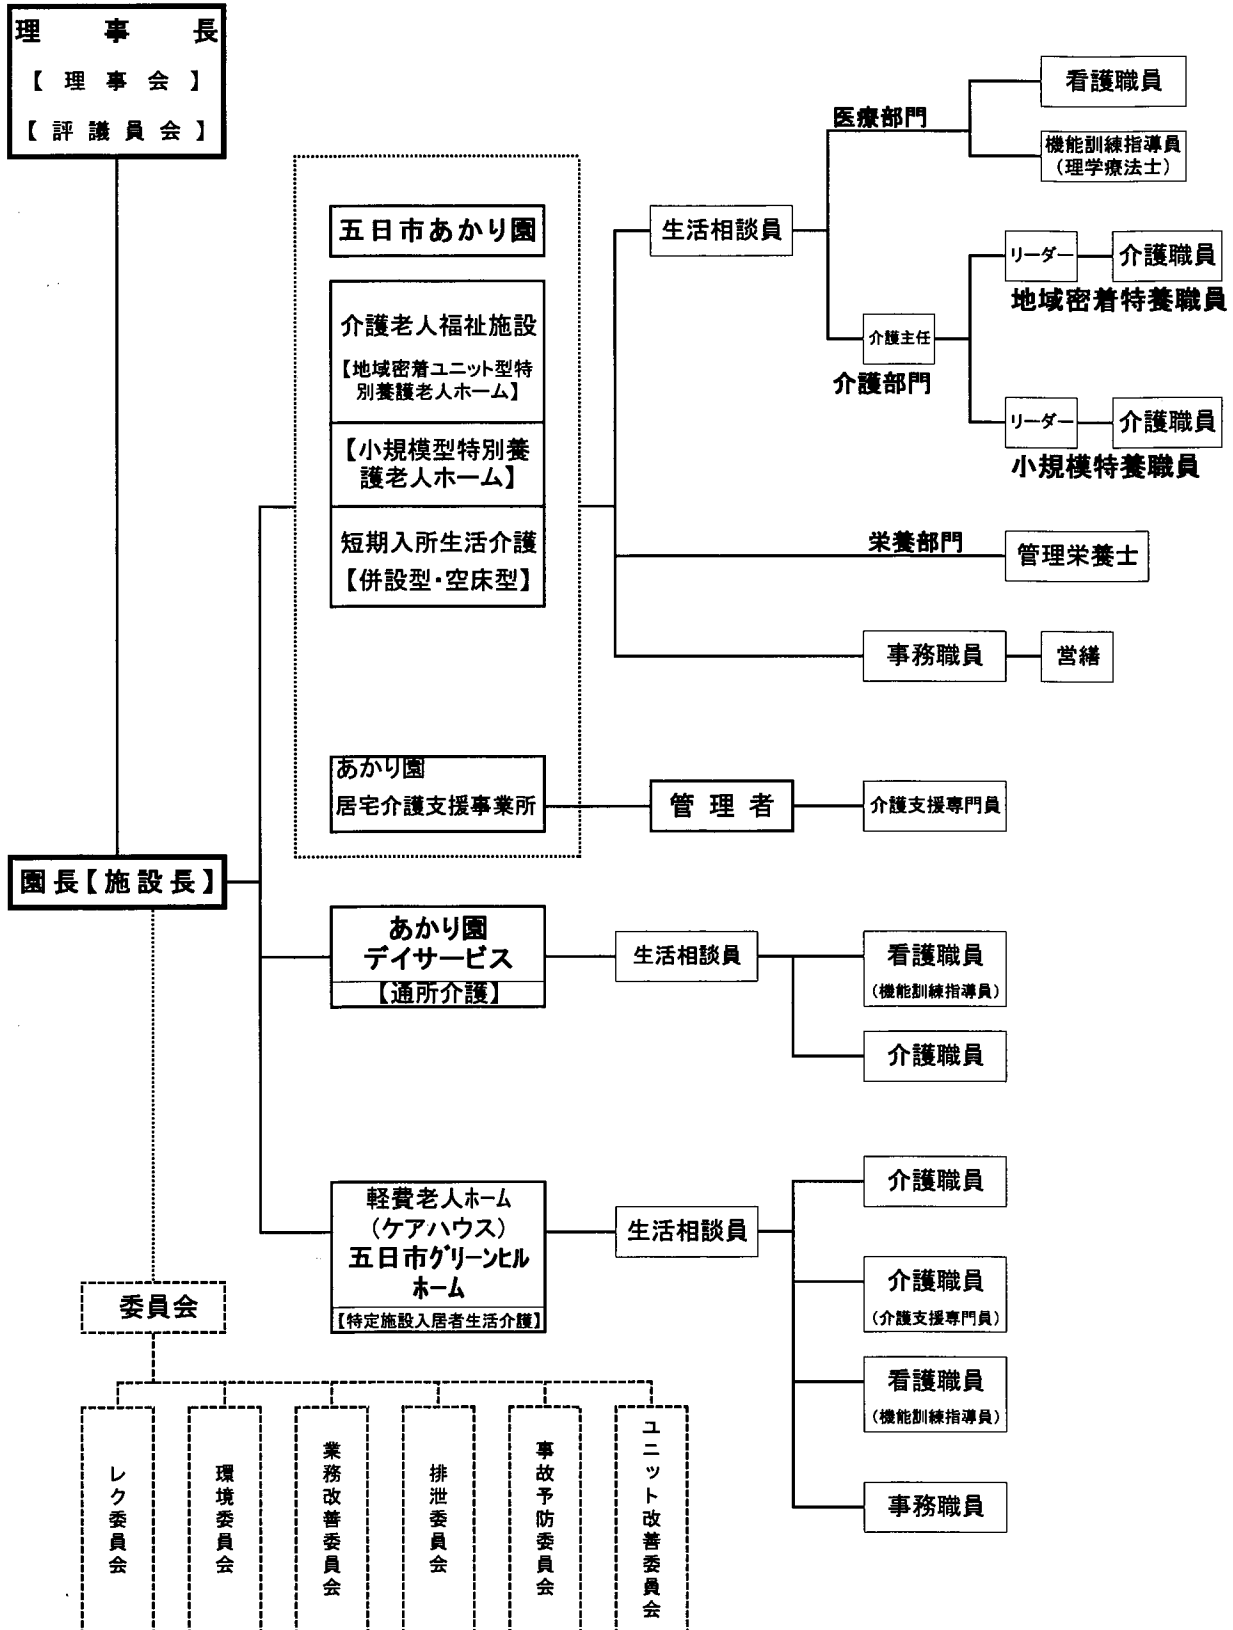 理事長
【理事会】
【評議員会】
五日市あかり園
介護老人福祉施設
【地域密着ユニット型特
別養護老人ホーム】
【小規模型特別養
護老人ホーム】
短期入所生活介護
【併設型・空床型】
生活相談員
医療部門
看護職員
機能訓練指導員
(理学療法士)
介護主任
介護部門
リーダー
介護職員
地域密着特養職員
リーダー
介護職員
小規模特養職員
栄養部門
管理栄養士
事務職員
営繕
あかり園
居宅介護支援事業所
管理者
介護支援専門員
園長【施設長】
あかり園
デイサービス
【通所介護】
生活相談員
看護職員
(機能訓練指導員)
介護職員
軽費老人ホーム
(ケアハウス)
五日市グリーンヒル
ホーム
【特定施設入居者生活介護】
生活相談員
介護職員
介護職員
(介護支援専門員)
看護職員
(機能訓練指導員)
事務職員
委員会
レク委員会
環境委員会
業務改善委員会
排泄委員会
事故予防委員会
ユニット改善委員会